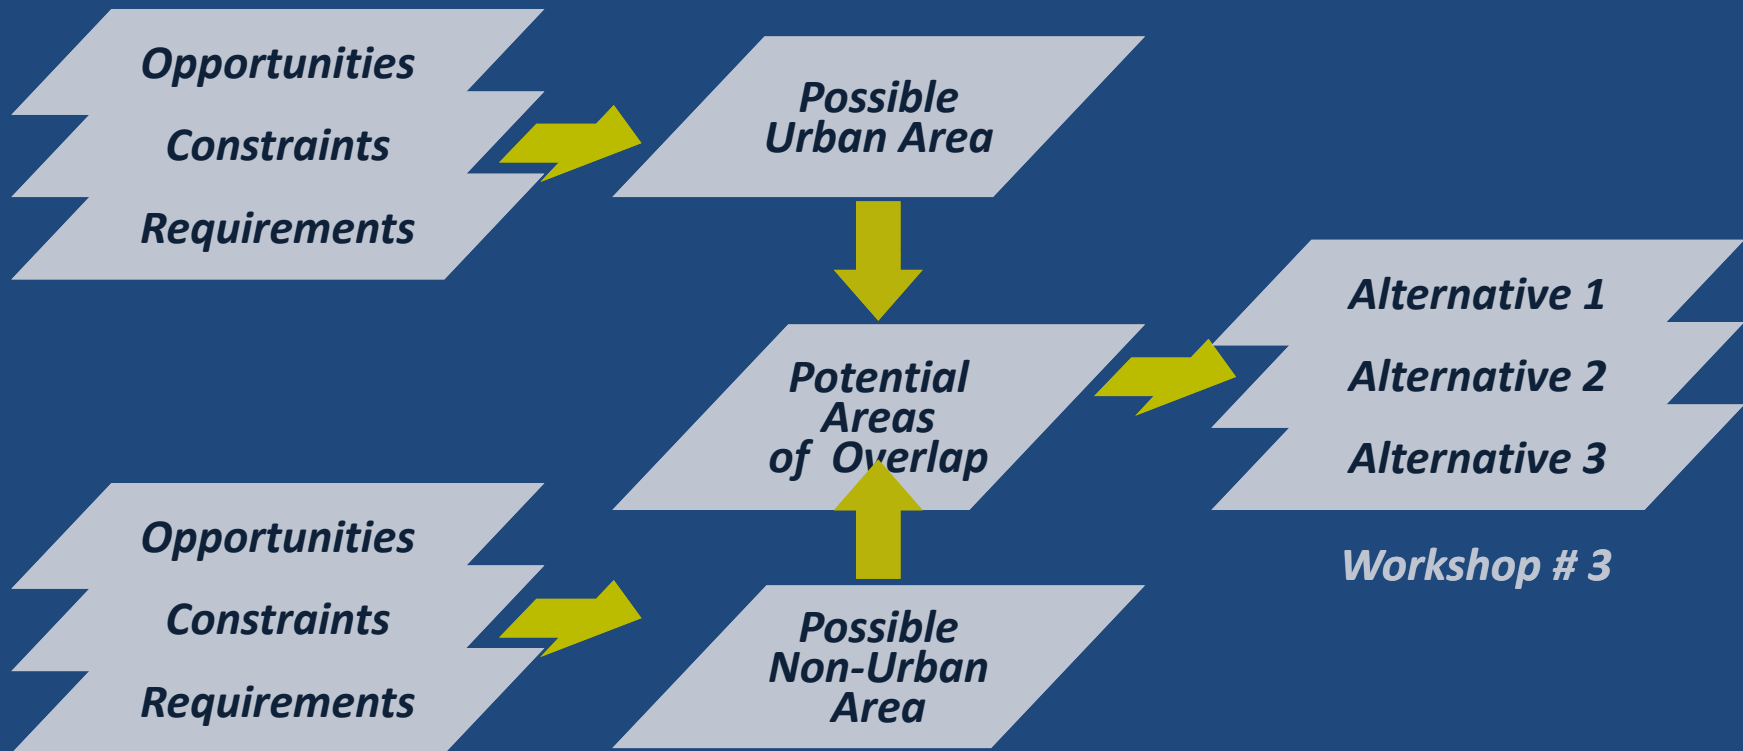 Opportunities
Constraints
Requirements
Possible
Urban Area
Potential
Areas
of Overlap
Alternative 1
Alternative 2
Alternative 3
Workshop # 3
Opportunities
Constraints
Requirements
Possible
Non-Urban
Area